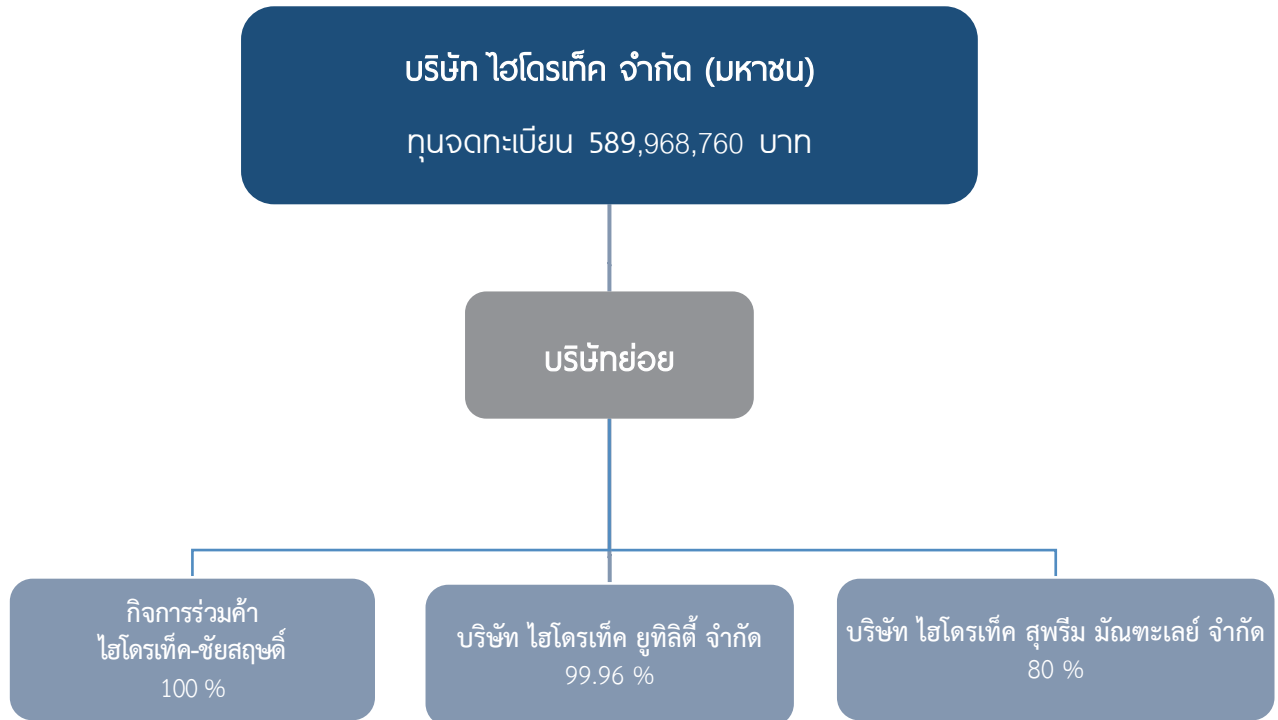 บริษัท ไฮโดรเท็ค จำกัด (มหาชน)
ทุนจดทะเบียน 589,968,760 บาท
บริษัทย่อย
กิจการร่วมค้า
ไฮโดรเท็ค-ชัยสฤษดิ์
100 %
บริษัท ไฮโดรเท็ค ยูทิลิตี้ จำกัด
99.96 %
บริษัท ไฮโดรเท็ค สุพรีม มัณฑะเลย์ จำกัด
80 %